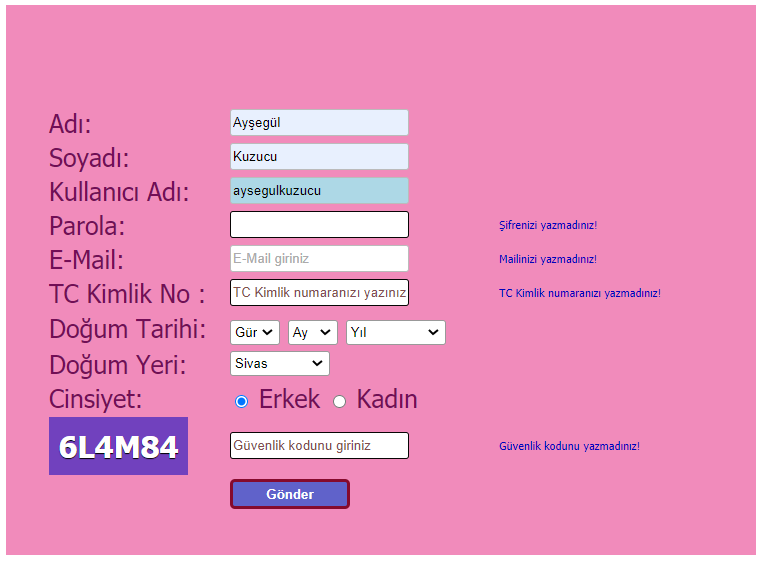 Adı: Ayşegül
Soyadı: Kuzucu
Kullanıcı Adı: aysegulkuzucu
Parola: Şifrenizi yazmadınız!
E-Mail: E-Mail giriniz Mailinizi yazmadınız!
TC Kimlik No : TC Kimlik numaranızı yazınız TC Kimlik numaranızı yazmadınız!
Doğum Tarihi: Gür Ay Yıl
Doğum Yeri: Sivas
Cinsiyet: Erkek Kadın
6L4M84 Güvenlik kodunu giriniz Güvenlik kodunu yazmadınız!
Gönder